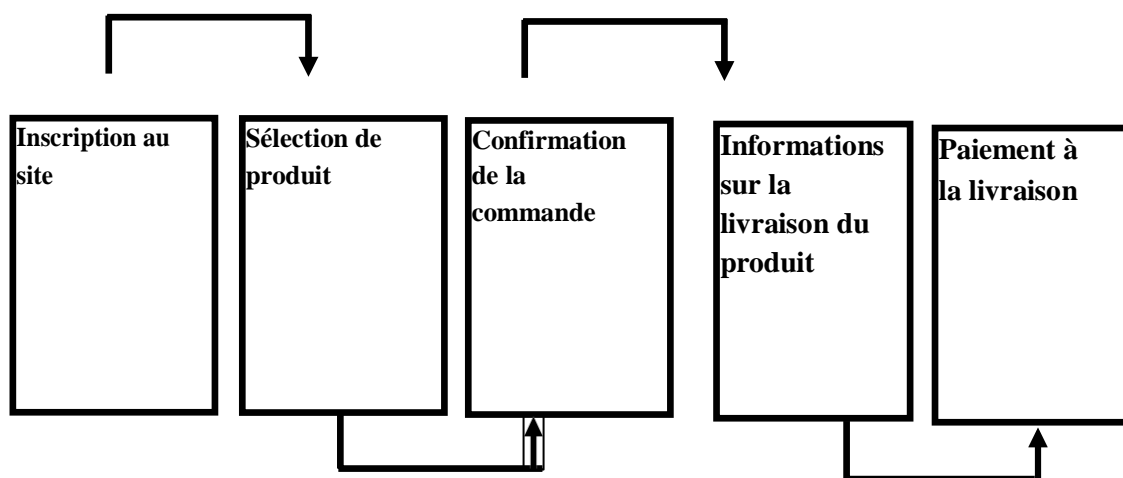 Inscription au
site
Sélection de
produit
Confirmation
de la
commande
Informations
sur la
livraison du
produit
Paiement à
la livraison